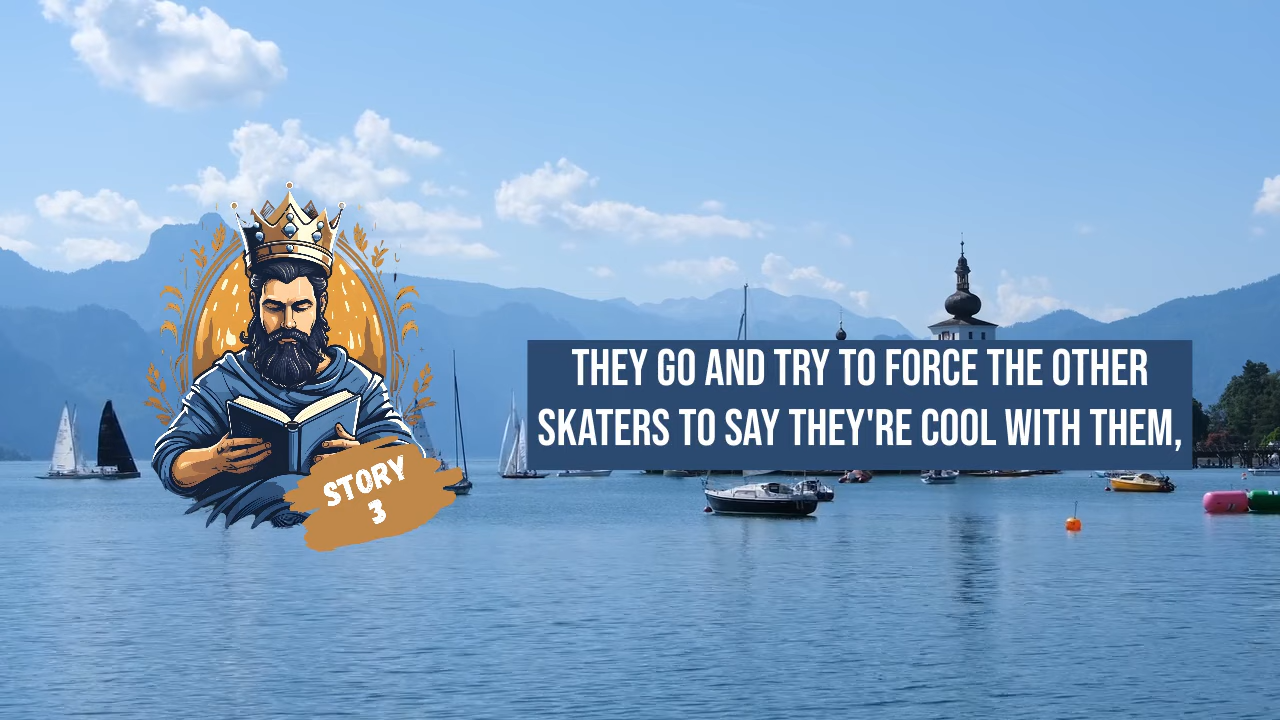 STORY
3
THEY GO AND TRY TO FORCE THE OTHER
SKATERS TO SAY THEY'RE COOL WITH THEM,